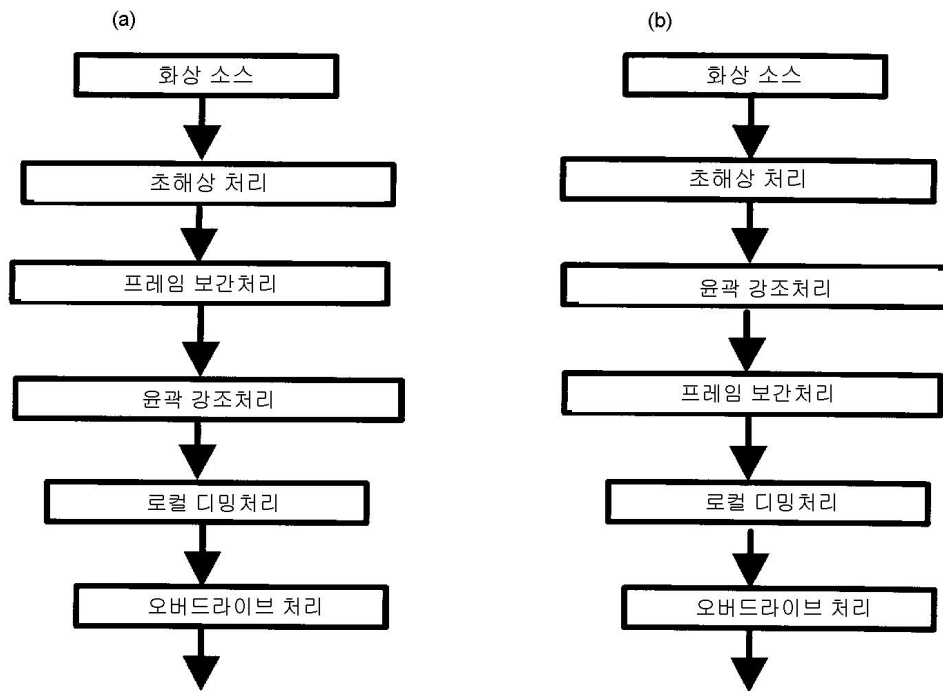 (a)
화상 소스
초해상 처리
프레임 보간처리
윤곽 강조처리
로컬 디밍처리
오버드라이브 처리
(b)
화상 소스
초해상 처리
윤곽 강조처리
프레임 보간처리
로컬 디밍처리
오버드라이브 처리